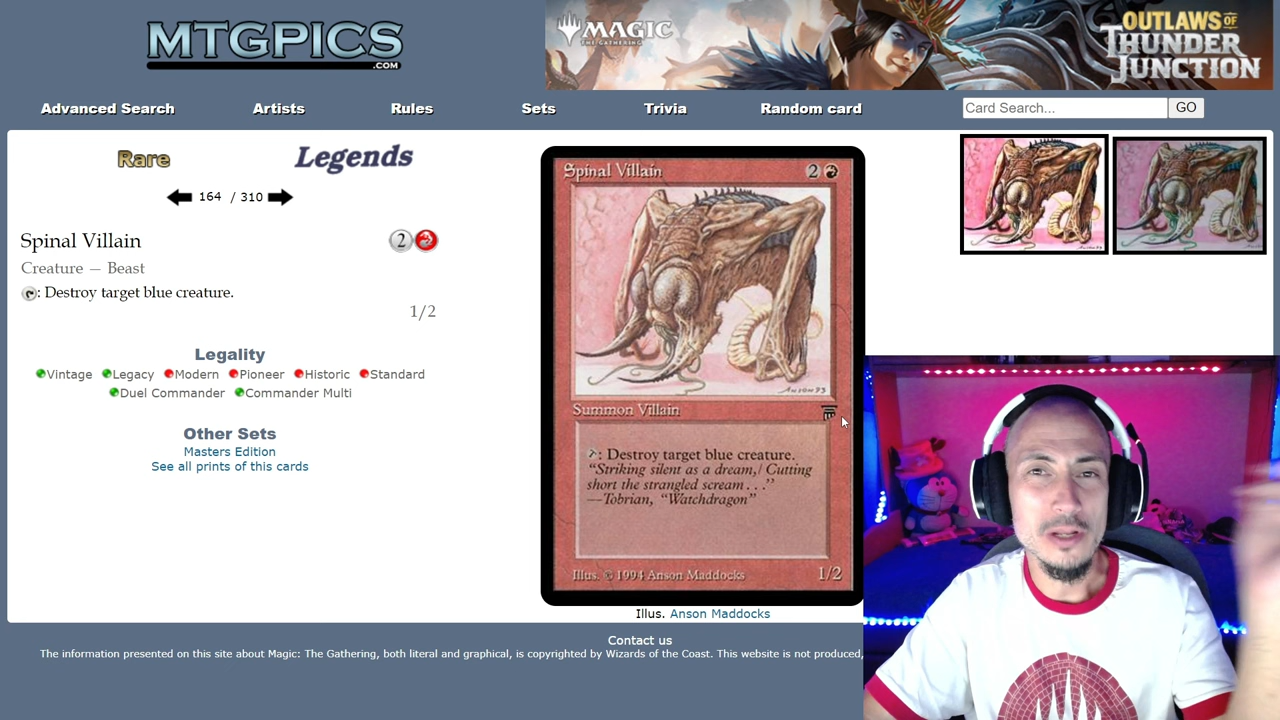 MTGPICS
.COM
MAGIC
THE GATHERING
OUTLAWS OF
THUNDER
JUNCTION
Advanced Search
Artists
Rules
Sets
Trivia
Random card
Card Search...
GO
Rare
Legends
164 / 310
Spinal Villain
2
Creature — Beast
: Destroy target blue creature.
1/2
Legality
Vintage Legacy Modern Pioneer Historic Standard
Duel Commander Commander Multi
Other Sets
Masters Edition
See all prints of this cards
Spinal Villain
2
ANSON 93
Summon Villain
: Destroy target blue creature.
“Striking silent as a dream,/ Cutting
short the strangled scream . . .”
—Tobrian, “Watchdragon”
Illus. © 1994 Anson Maddocks
1/2
Illus. Anson Maddocks
Contact us
The information presented on this site about Magic: The Gathering, both literal and graphical, is copyrighted by Wizards of the Coast. This website is not produced,